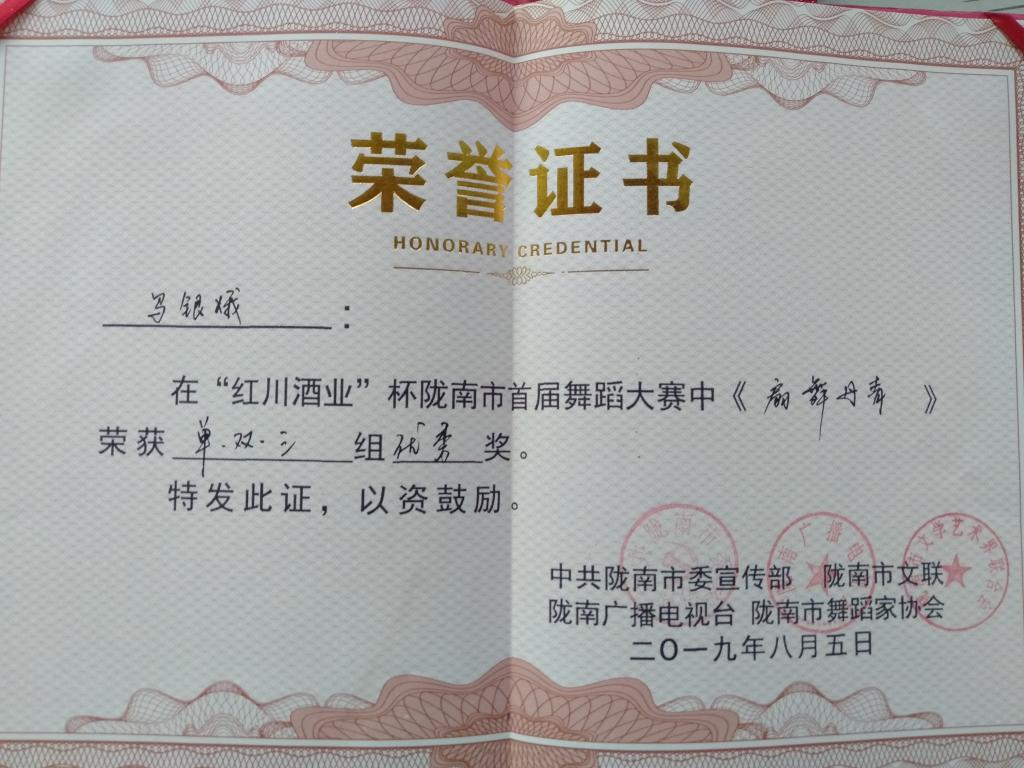 荣誉证书
HONORARY CREDENTIAL
马银娥：
在“红川酒业”杯陇南市首届舞蹈大赛中《扇舞丹青》
荣获单.双.三组优秀奖。
特发此证，以资鼓励。
中共陇南市委宣传部 陇南市文联
陇南广播电视台 陇南市舞蹈家协会
二〇一九年八月五日